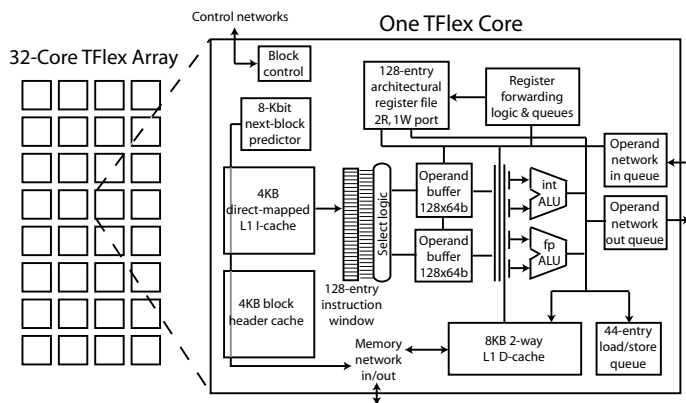 Control networks
One TFlex Core
32-Core TFlex Array
Block
control
8-Kbit
next-block
predictor
128-entry
architectural
register file
2R, 1W port
Register
forwarding
logic & queues
Operand
network
in queue
4KB
direct-mapped
L1 I-cache
Select logic
Operand
buffer
128x64b
int
ALU
Operand
network
out queue
Operand
buffer
128x64b
fp
ALU
4KB block
header cache
128-entry
instruction
window
Memory
network
in/out
8KB 2-way
L1 D-cache
44-entry
load/store
queue